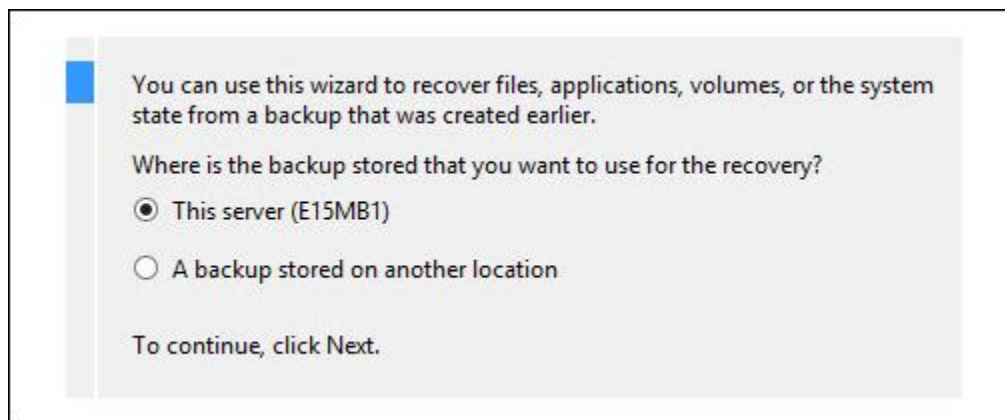 You can use this wizard to recover files, applications, volumes, or the system
state from a backup that was created earlier.
Where is the backup stored that you want to use for the recovery?
This server (E15MB1)
A backup stored on another location
To continue, click Next.